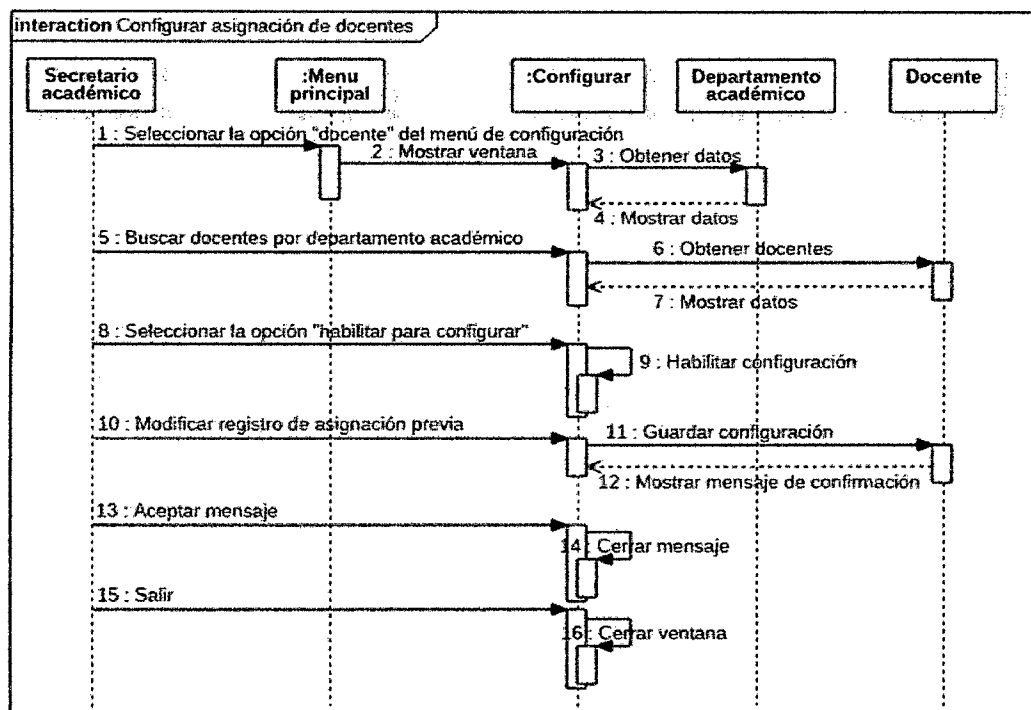 interaction Configurar asignación de docentes
Secretario
académico
:Menu
principal
:Configurar
Departamento
académico
Docente
1 : Seleccionar la opción "docente" del menú de configuración
2 : Mostrar ventana
3 : Obtener datos
4 : Mostrar datos
5 : Buscar docentes por departamento académico
6 : Obtener docentes
7 : Mostrar datos
8 : Seleccionar la opción "habilitar para configurar"
9 : Habilitar configuración
10 : Modificar registro de asignación previa
11 : Guardar configuración
12 : Mostrar mensaje de confirmación
13 : Aceptar mensaje
14 : Cerrar mensaje
15 : Salir
16 : Cerrar ventana